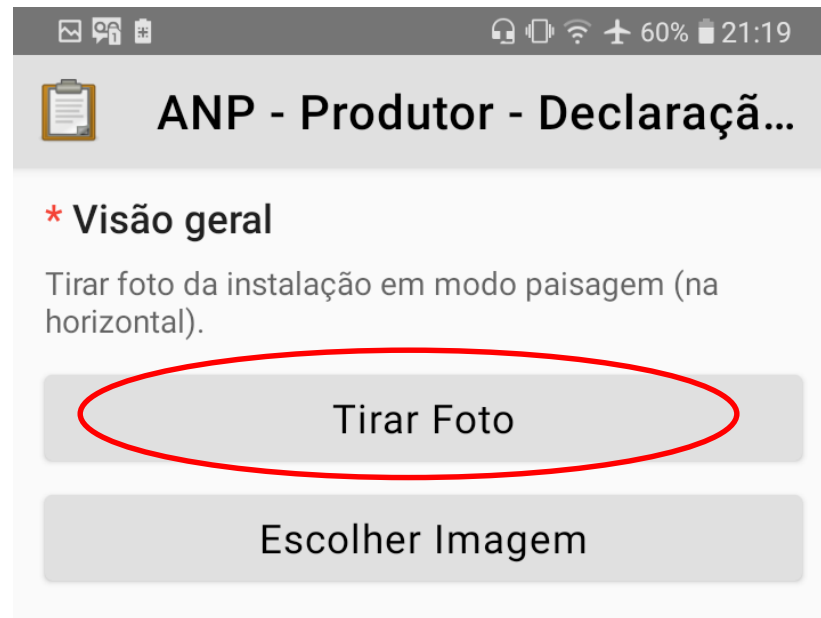 60% 21:19
ANP - Produtor - Declaraçã...
* Visão geral
Tirar foto da instalação em modo paisagem (na
horizontal).
Tirar Foto
Escolher Imagem